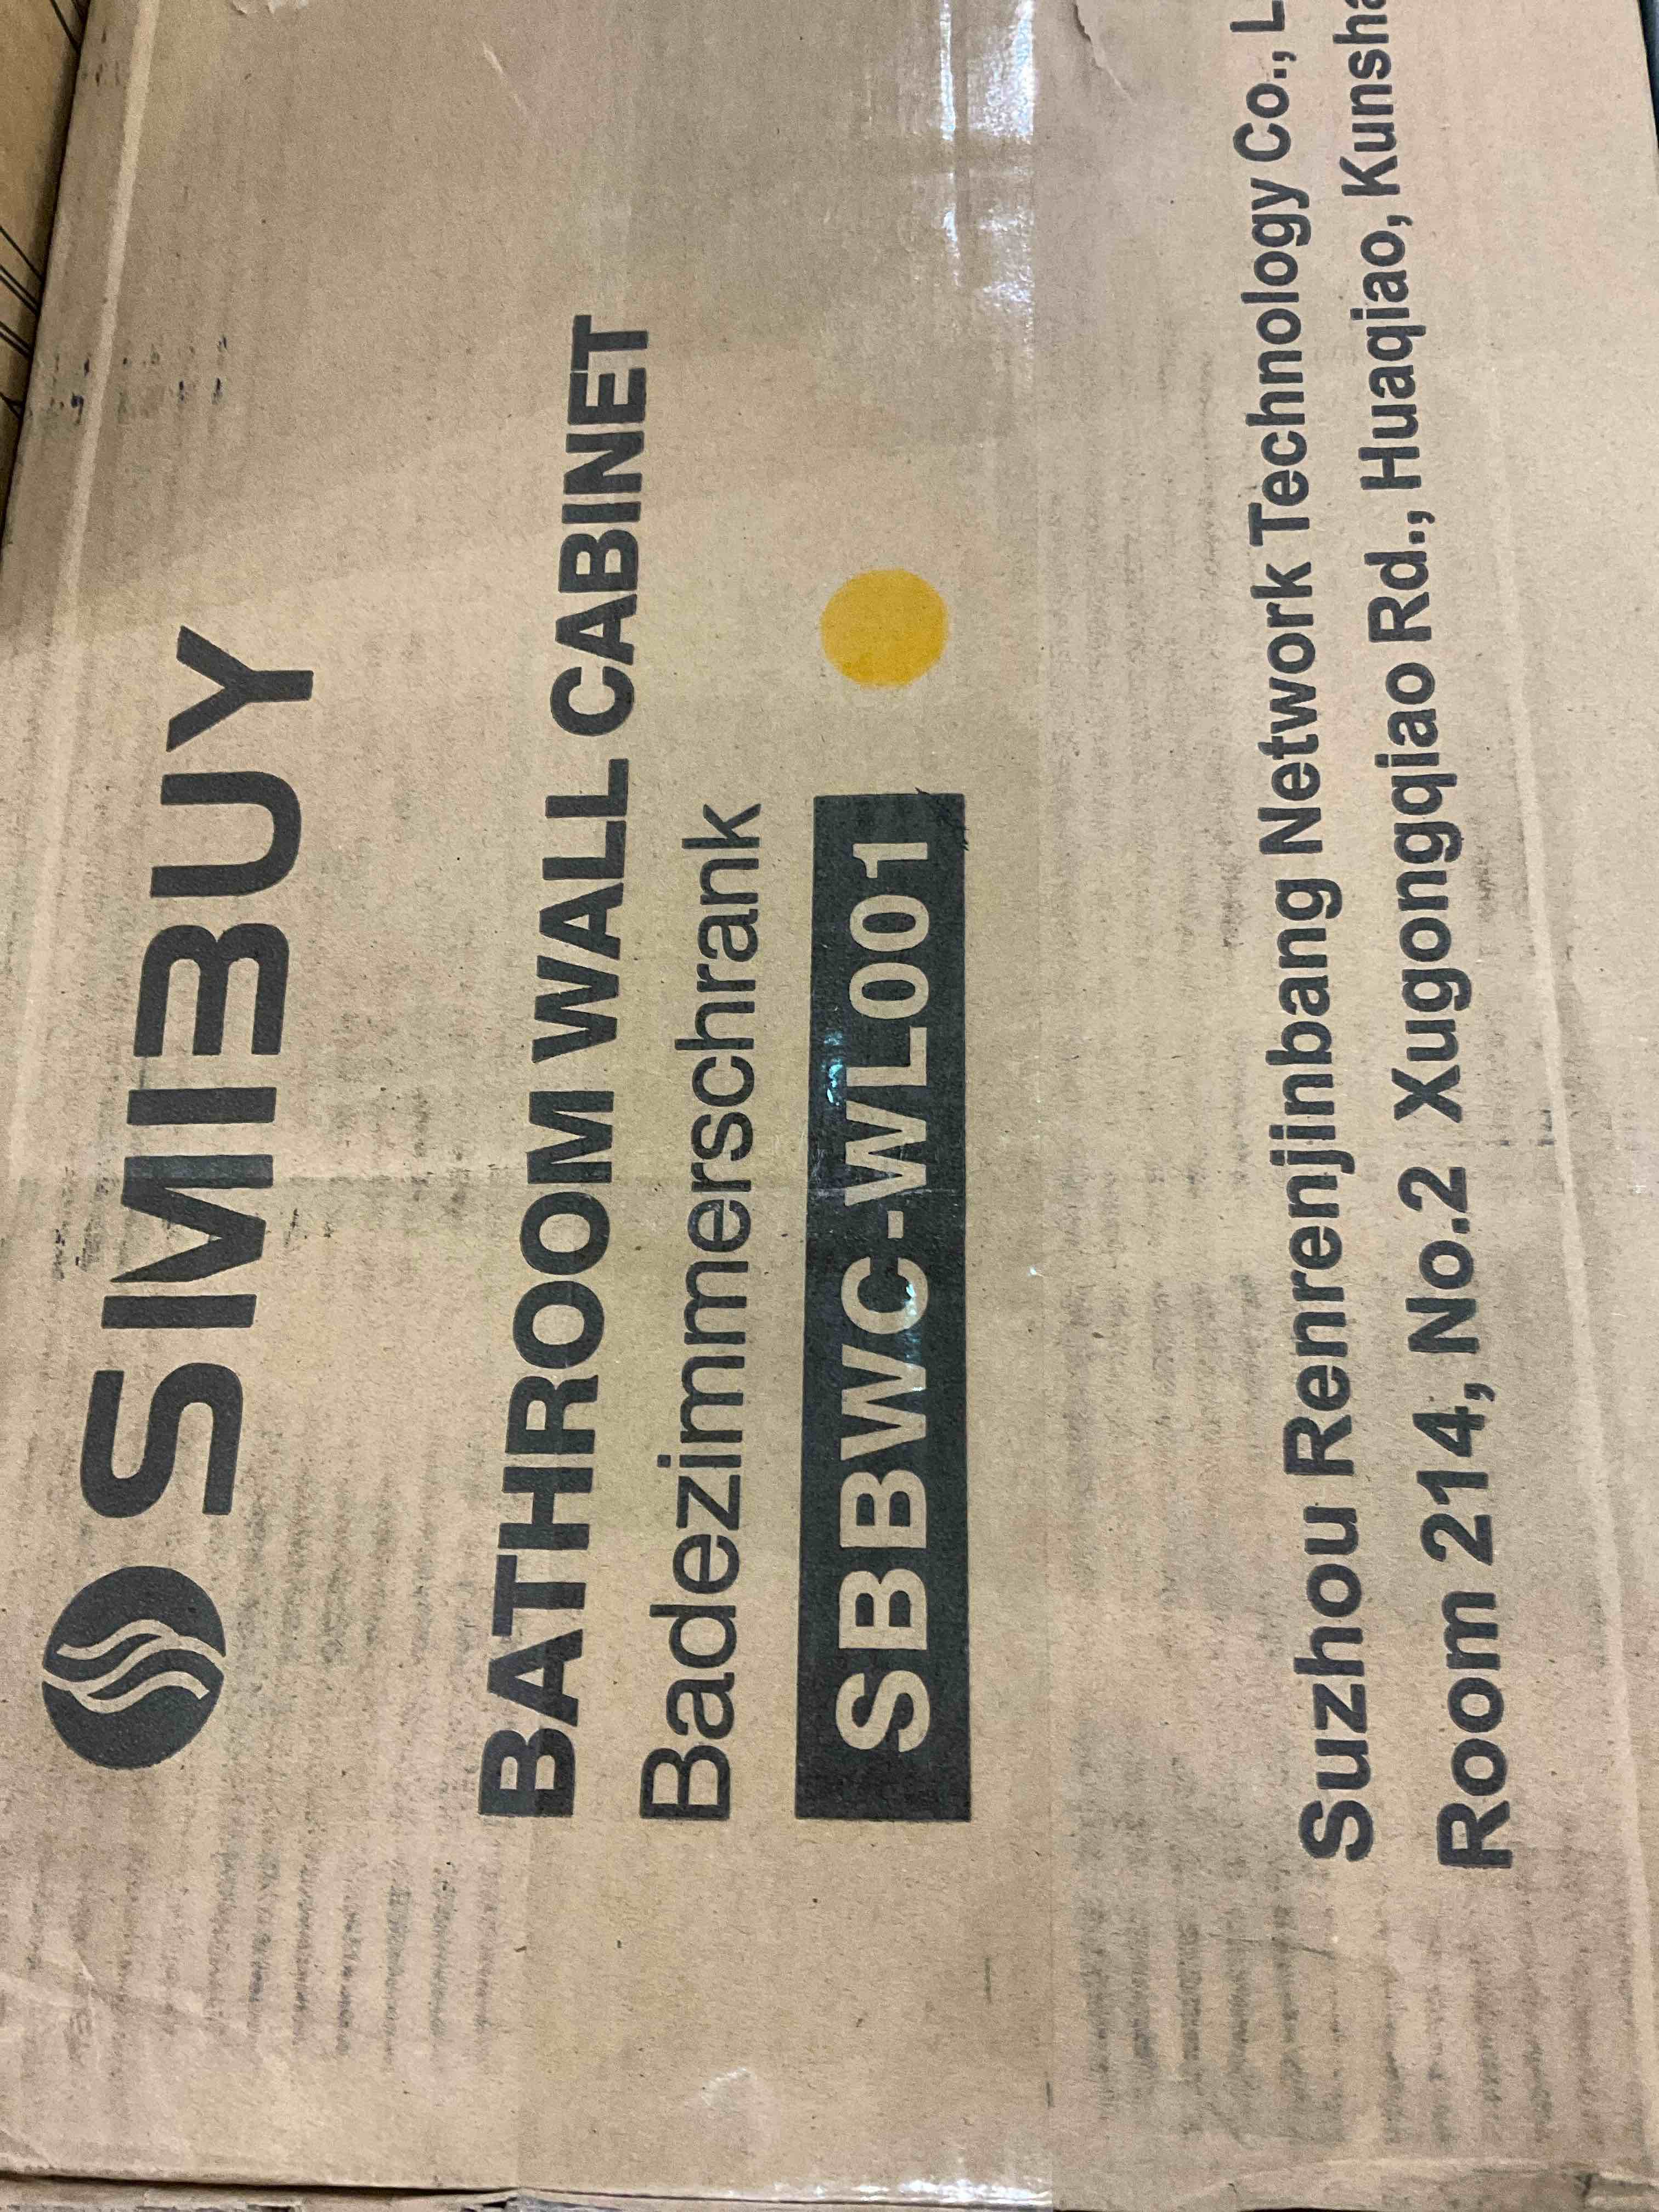 SIMBUY
BATHROOM WALL CABINET
Badezimmerschrank
SBBWC-WL001
Suzhou Renrenjinbang Network Technology Co., L
Room 214, No.2 Xugongqiao Rd., Huaqiao, Kunsha